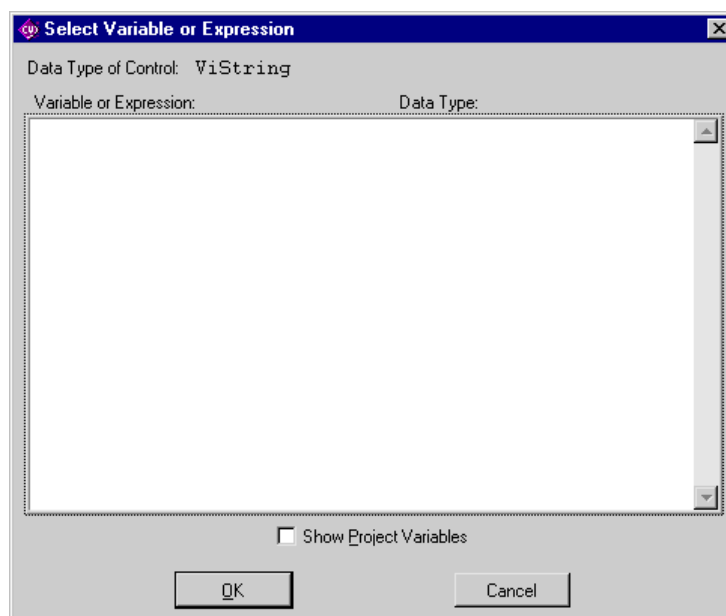 Select Variable or Expression
Data Type of Control: ViString
Variable or Expression: Data Type:
Show Project Variables
OK Cancel